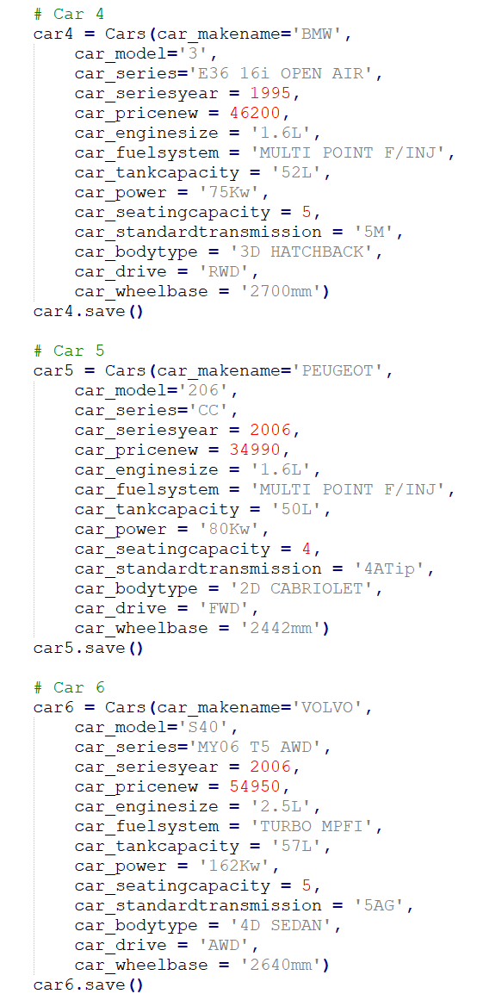 # Car 4
car4 = Cars(car_makename='BMW',
car_model='3',
car_series='E36 16i OPEN AIR',
car_seriesyear = 1995,
car_pricenew = 46200,
car_enginesize = '1.6L',
car_fuelsystem = 'MULTI POINT F/INJ',
car_tankcapacity = '52L',
car_power = '75Kw',
car_seatingcapacity = 5,
car_standardtransmission = '5M',
car_bodytype = '3D HATCHBACK',
car_drive = 'RWD',
car_wheelbase = '2700mm')
car4.save()
# Car 5
car5 = Cars(car_makename='PEUGEOT',
car_model='206',
car_series='CC',
car_seriesyear = 2006,
car_pricenew = 34990,
car_enginesize = '1.6L',
car_fuelsystem = 'MULTI POINT F/INJ',
car_tankcapacity = '50L',
car_power = '80Kw',
car_seatingcapacity = 4,
car_standardtransmission = '4ATip',
car_bodytype = '2D CABRIOLET',
car_drive = 'FWD',
car_wheelbase = '2442mm')
car5.save()
# Car 6
car6 = Cars(car_makename='VOLVO',
car_model='S40',
car_series='MY06 T5 AWD',
car_seriesyear = 2006,
car_pricenew = 54950,
car_enginesize = '2.5L',
car_fuelsystem = 'TURBO MPFI',
car_tankcapacity = '57L',
car_power = '162Kw',
car_seatingcapacity = 5,
car_standardtransmission = '5AG',
car_bodytype = '4D SEDAN',
car_drive = 'AWD',
car_wheelbase = '2640mm')
car6.save()